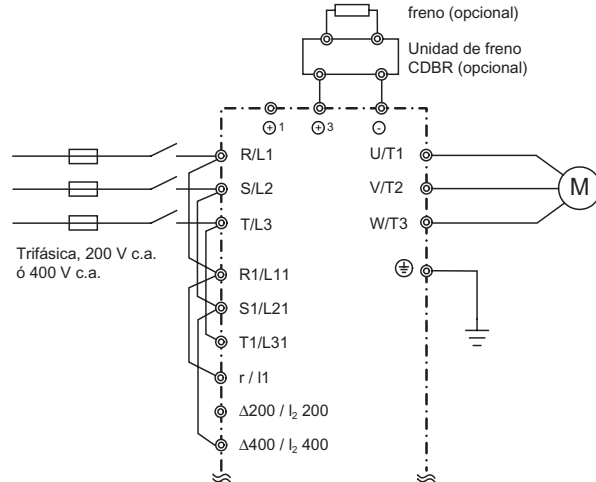 freno (opcional)
Unidad de freno
CDBR (opcional)
⊕1
⊕3
⊖
R/L1
U/T1
S/L2
V/T2
M
T/L3
W/T3
Trifásica, 200 V c.a.
ó 400 V c.a.
R1/L11
S1/L21
T1/L31
r / l1
Δ200 / l₂ 200
Δ400 / l₂ 400